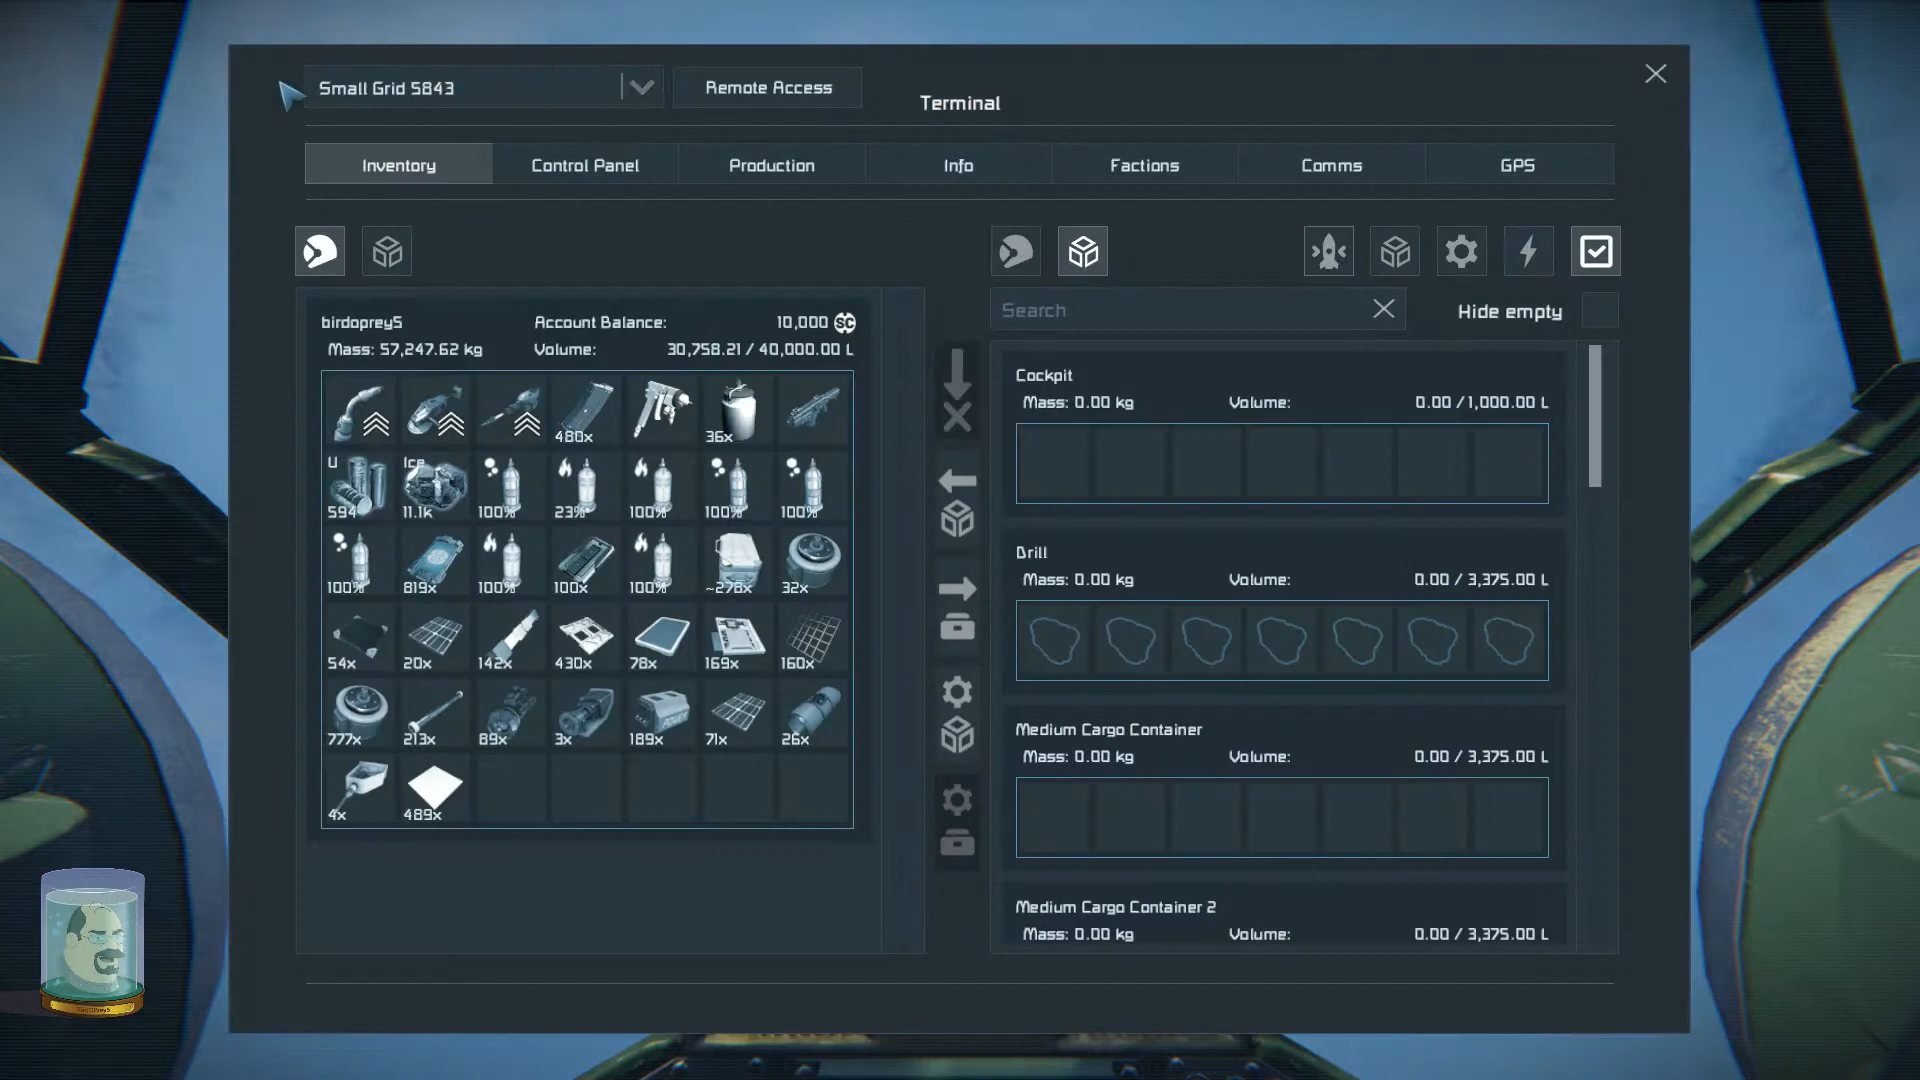 Small Grid 5843
Remote Access
Terminal
Inventory
Control Panel
Production
Info
Factions
Comms
GPS
Search
Hide empty
birdoprey5
Account Balance:
10,000 SC
Mass: 57,247.62 kg
Volume:
30,758.21 / 40,000.00 L
480x
36x
U
594
Ice
11.1k
100%
23%
100%
100%
100%
100%
819x
100%
100x
100%
~278x
32x
54x
20x
142x
430x
78x
169x
160x
777x
213x
89x
3x
POWER
189x
71x
26x
4x
489x
Cockpit
Mass: 0.00 kg
Volume:
0.00 / 1,000.00 L
Drill
Mass: 0.00 kg
Volume:
0.00 / 3,375.00 L
Medium Cargo Container
Mass: 0.00 kg
Volume:
0.00 / 3,375.00 L
Medium Cargo Container 2
Mass: 0.00 kg
Volume:
0.00 / 3,375.00 L